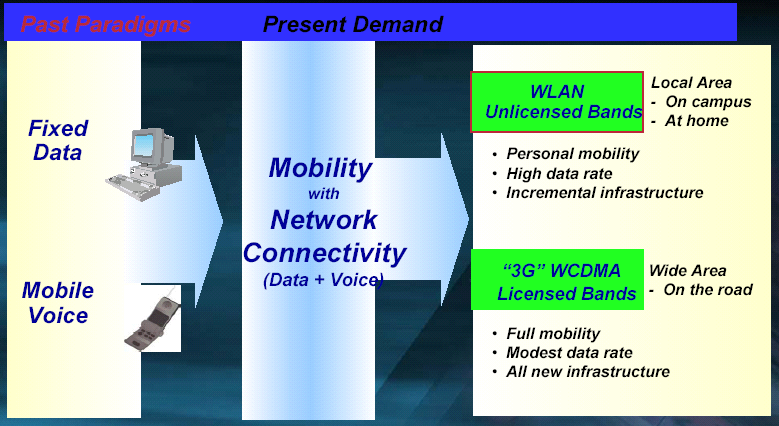 Past Paradigms
Present Demand
Fixed
Data
Mobile
Voice
Mobility
with
Network
Connectivity
(Data + Voice)
WLAN
Unlicensed Bands
Local Area
- On campus
- At home
• Personal mobility
• High data rate
• Incremental infrastructure
“3G” WCDMA
Licensed Bands
Wide Area
- On the road
• Full mobility
• Modest data rate
• All new infrastructure